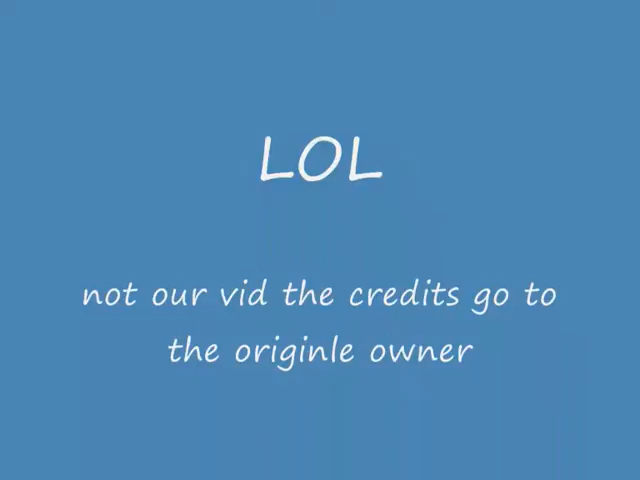 LOL
not our vid the credits go to
the originle owner